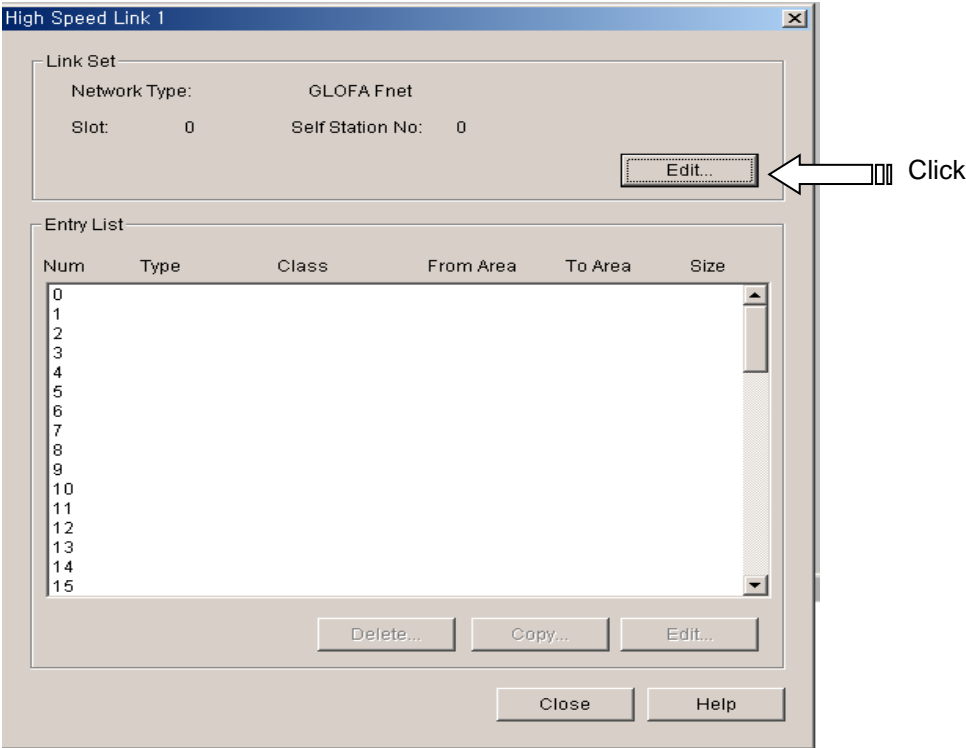 High Speed Link 1
Link Set
Network Type: GLOFA Fnet
Slot: 0 Self Station No: 0
Edit...
Click
Entry List
Num Type Class From Area To Area Size
0
1
2
3
4
5
6
7
8
9
10
11
12
13
14
15
Delete... Copy... Edit...
Close Help